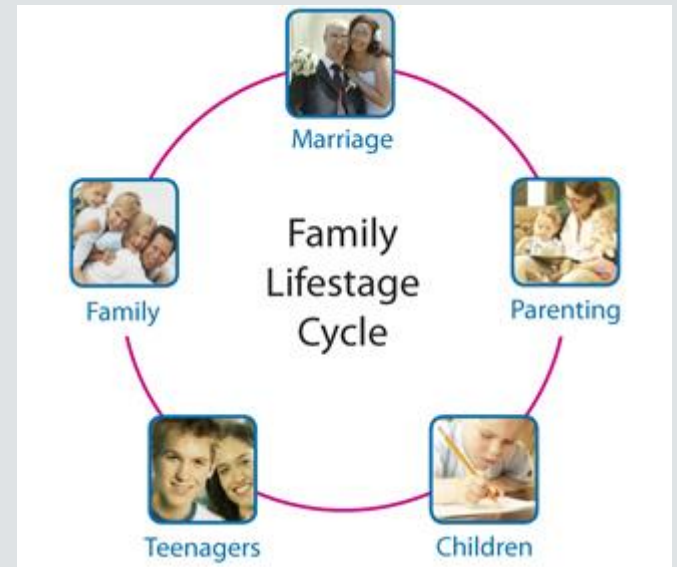 Marriage
Family
Lifestage
Cycle
Family
Parenting
Teenagers
Children